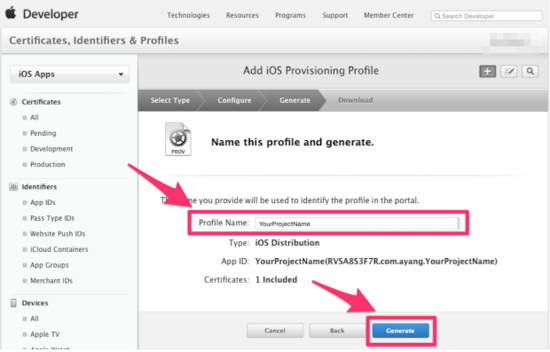 Developer
Technologies Resources Programs Support Member Center Search Developer
Certificates, Identifiers & Profiles
iOS Apps
Add iOS Provisioning Profile
Select Type Configure Generate Download
Certificates
All
Pending
Development
Production
Identifiers
App IDs
Pass Type IDs
Website Push IDs
iCloud Containers
App Groups
Merchant IDs
Devices
All
Apple TV
Apple Watch
PROV
Name this profile and generate.
The name you provide will be used to identify the profile in the portal.
Profile Name: YourProjectName
Type: iOS Distribution
App ID: YourProjectName(RVSA8S3F7R.com.ayang.YourProjectName)
Certificates: 1 Included
Cancel Back Generate